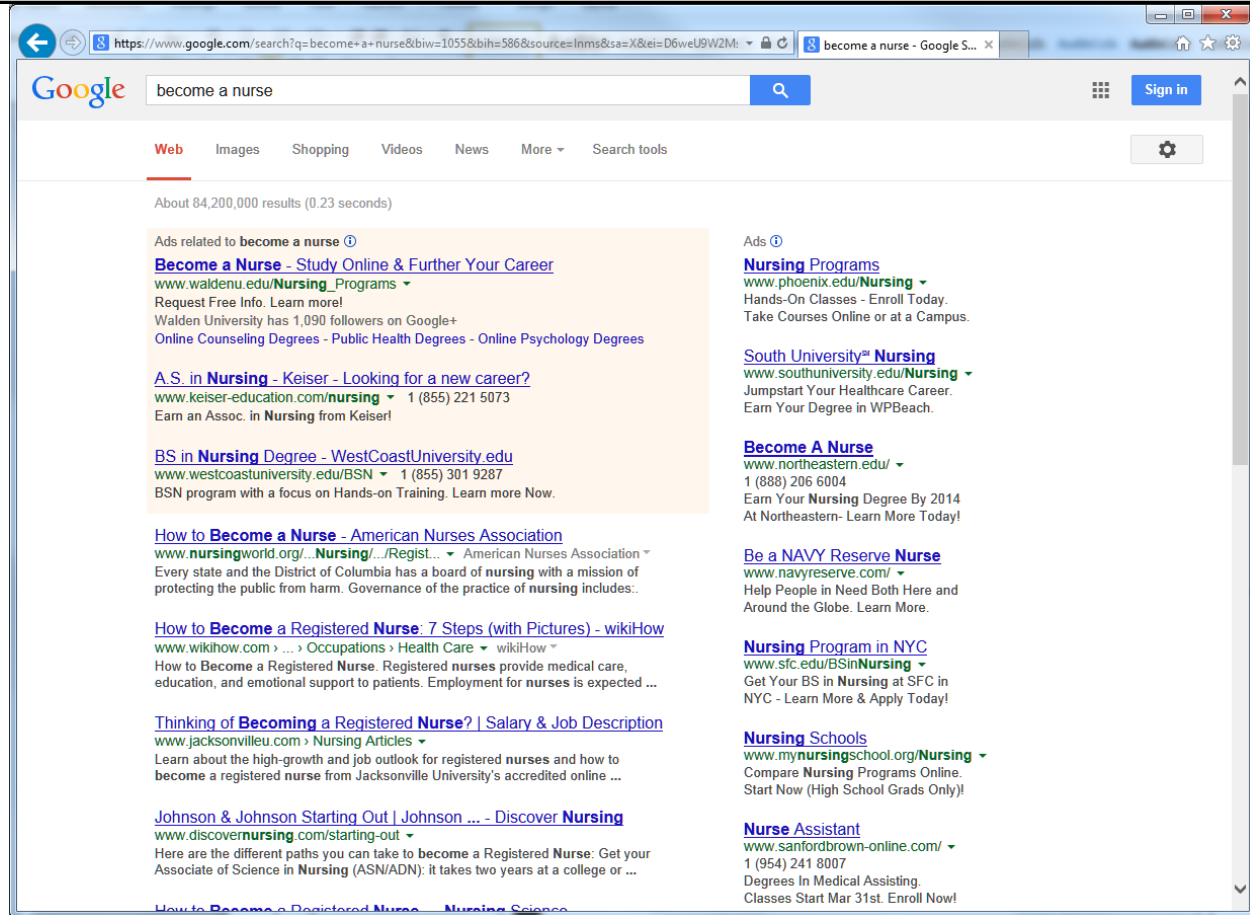 https://www.google.com/search?q=become+a+nurse&biw=1055&bih=586&source=lnms&sa=X&ei=D6weU9W2M:
become a nurse - Google S...
Google
become a nurse
Sign in
Web Images Shopping Videos News More Search tools
About 84,200,000 results (0.23 seconds)
Ads related to become a nurse
Become a Nurse - Study Online & Further Your Career
www.waldenu.edu/Nursing_Programs
Request Free Info. Learn more!
Walden University has 1,090 followers on Google+
Online Counseling Degrees - Public Health Degrees - Online Psychology Degrees
A.S. in Nursing - Keiser - Looking for a new career?
www.keiser-education.com/nursing 1 (855) 221 5073
Earn an Assoc. in Nursing from Keiser!
BS in Nursing Degree - WestCoastUniversity.edu
www.westcoastuniversity.edu/BSN 1 (855) 301 9287
BSN program with a focus on Hands-on Training. Learn more Now.
How to Become a Nurse - American Nurses Association
www.nursingworld.org/...Nursing/.../Regist... American Nurses Association
Every state and the District of Columbia has a board of nursing with a mission of
protecting the public from harm. Governance of the practice of nursing includes:.
How to Become a Registered Nurse: 7 Steps (with Pictures) - wikiHow
www.wikihow.com › ... › Occupations › Health Care wikiHow
How to Become a Registered Nurse. Registered nurses provide medical care,
education, and emotional support to patients. Employment for nurses is expected ...
Thinking of Becoming a Registered Nurse? | Salary & Job Description
www.jacksonvilleu.com › Nursing Articles
Learn about the high-growth and job outlook for registered nurses and how to
become a registered nurse from Jacksonville University's accredited online ...
Johnson & Johnson Starting Out | Johnson ... - Discover Nursing
www.discovernursing.com/starting-out
Here are the different paths you can take to become a Registered Nurse: Get your
Associate of Science in Nursing (ASN/ADN): it takes two years at a college or ...
How to Become a Registered Nurse Nursing Science
Ads
Nursing Programs
www.phoenix.edu/Nursing
Hands-On Classes - Enroll Today.
Take Courses Online or at a Campus.
South University℠ Nursing
www.southuniversity.edu/Nursing
Jumpstart Your Healthcare Career.
Earn Your Degree in WPBeach.
Become A Nurse
www.northeastern.edu/
1 (888) 206 6004
Earn Your Nursing Degree By 2014
At Northeastern- Learn More Today!
Be a NAVY Reserve Nurse
www.navyreserve.com/
Help People in Need Both Here and
Around the Globe. Learn More.
Nursing Program in NYC
www.sfc.edu/BSinNursing
Get Your BS in Nursing at SFC in
NYC - Learn More & Apply Today!
Nursing Schools
www.mynursingschool.org/Nursing
Compare Nursing Programs Online.
Start Now (High School Grads Only)!
Nurse Assistant
www.sanfordbrown-online.com/
1 (954) 241 8007
Degrees In Medical Assisting.
Classes Start Mar 31st. Enroll Now!